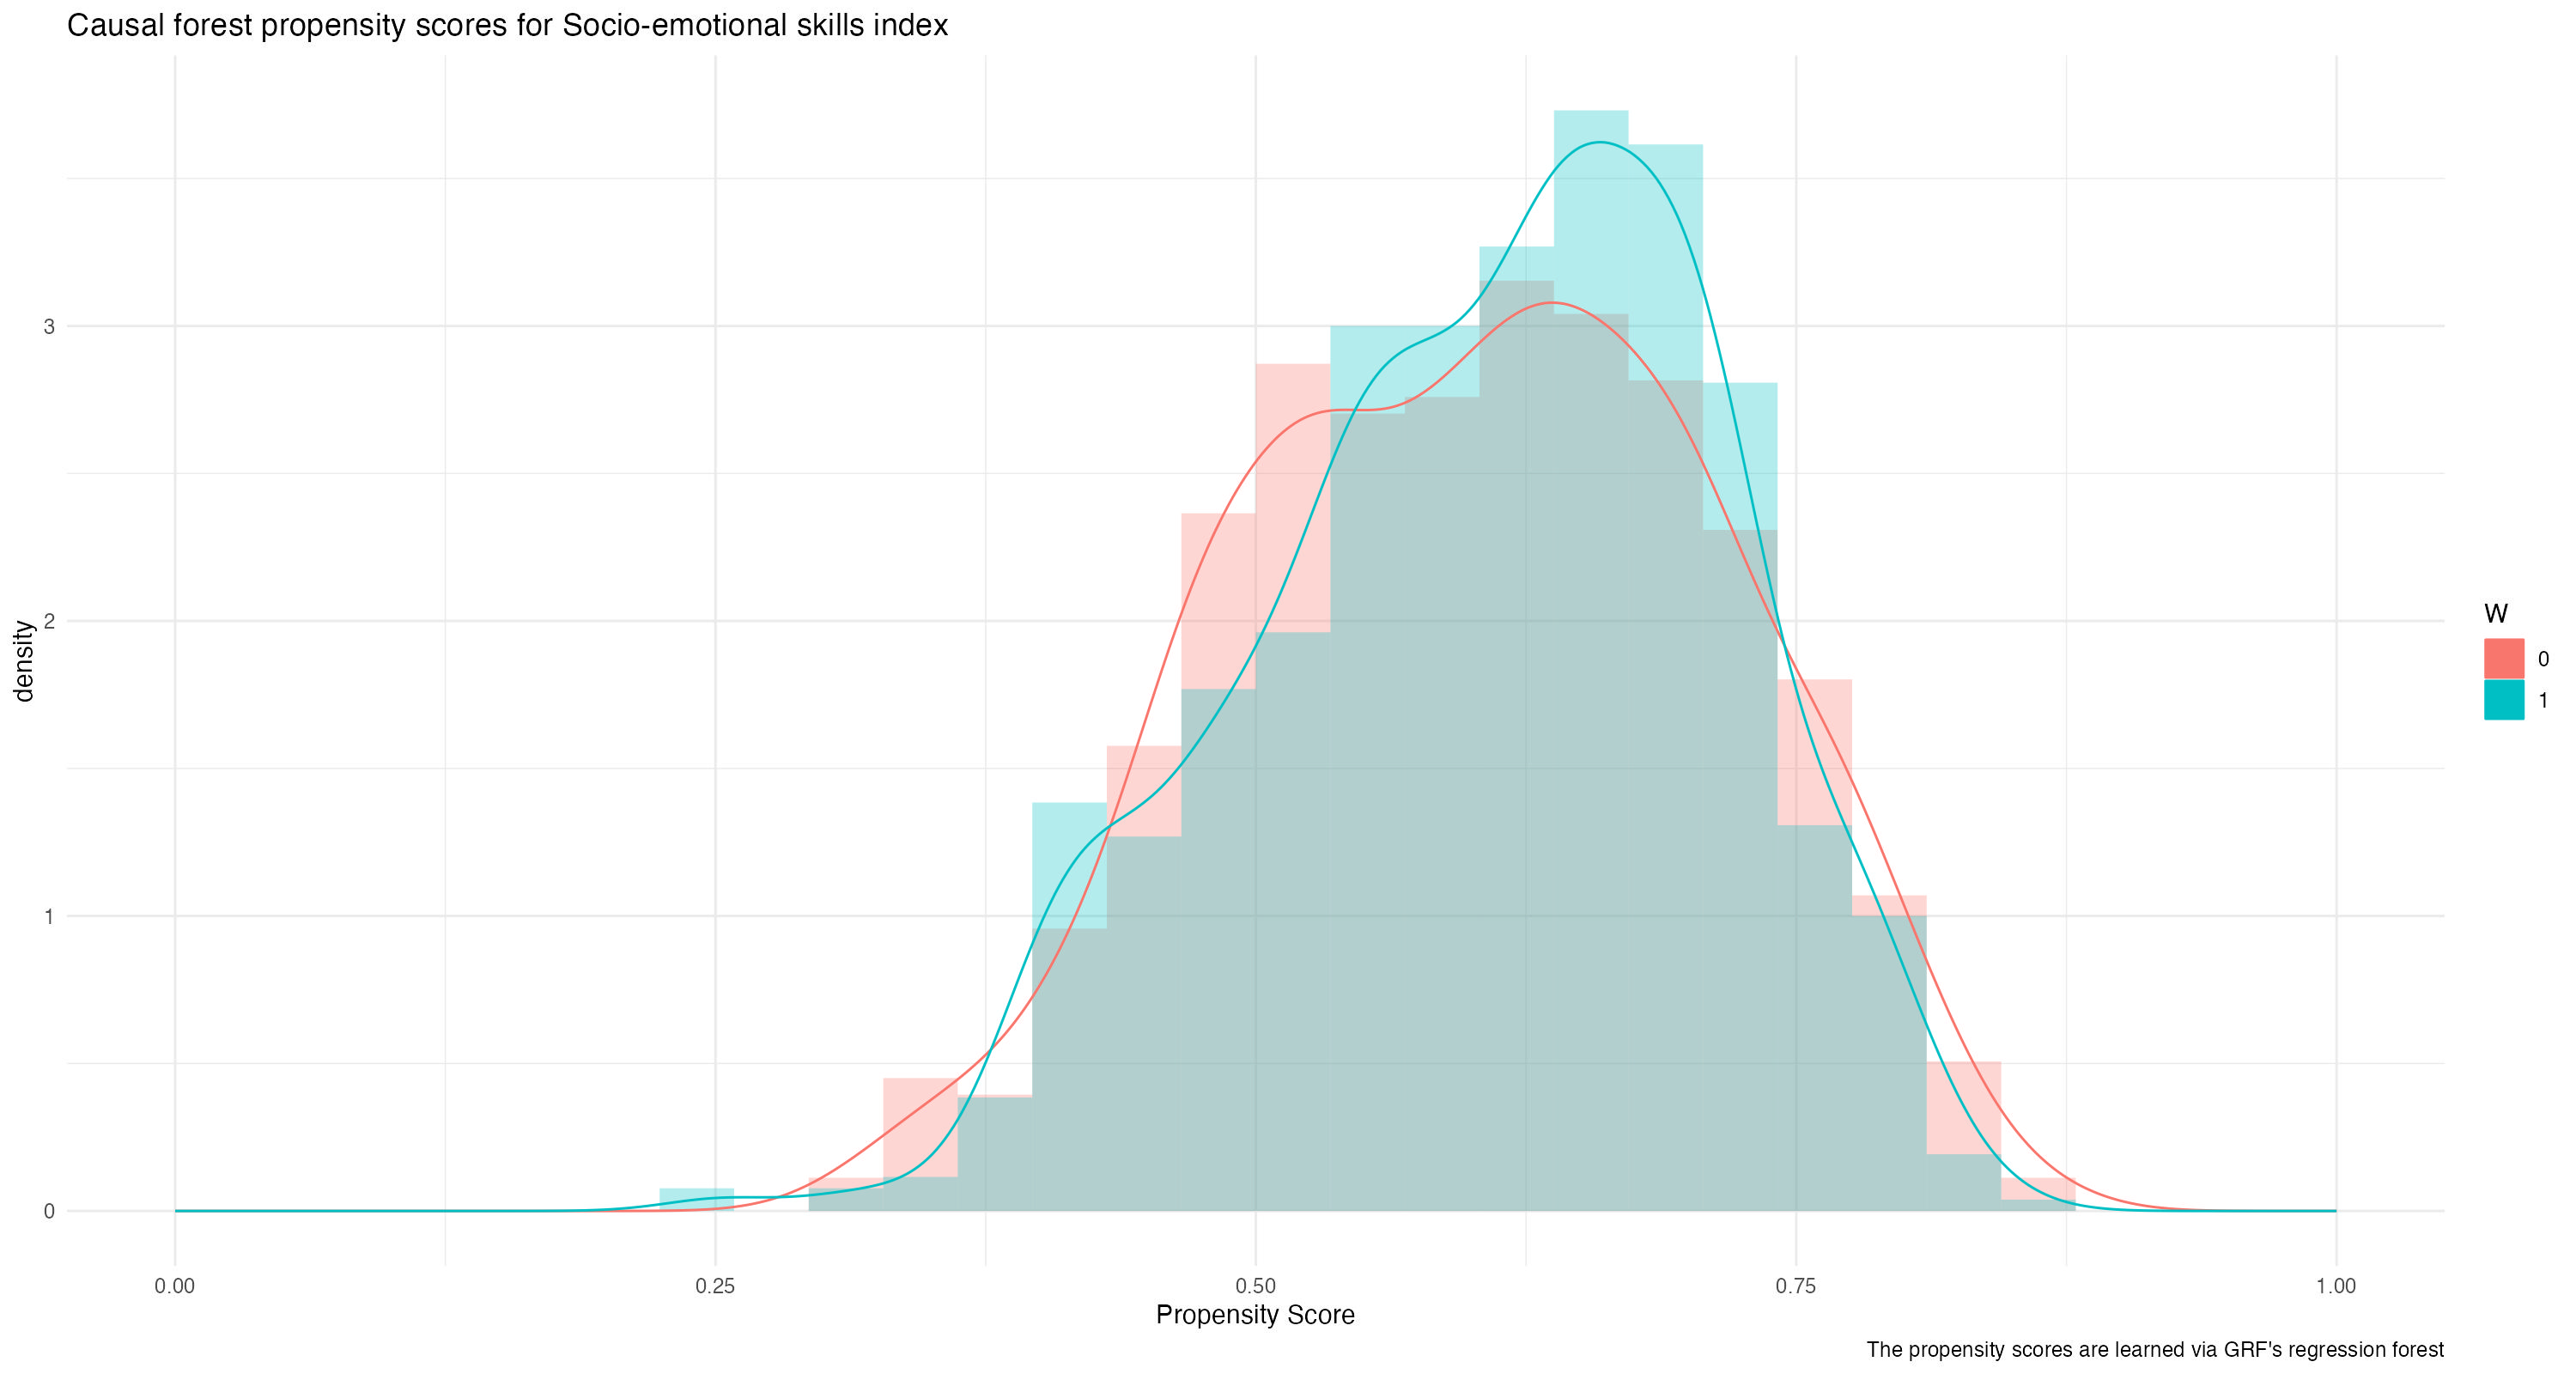 Causal forest propensity scores for Socio-emotional skills index
density
3
2
1
0
0.00 0.25 0.50 0.75 1.00
Propensity Score
W
0
1
The propensity scores are learned via GRF's regression forest